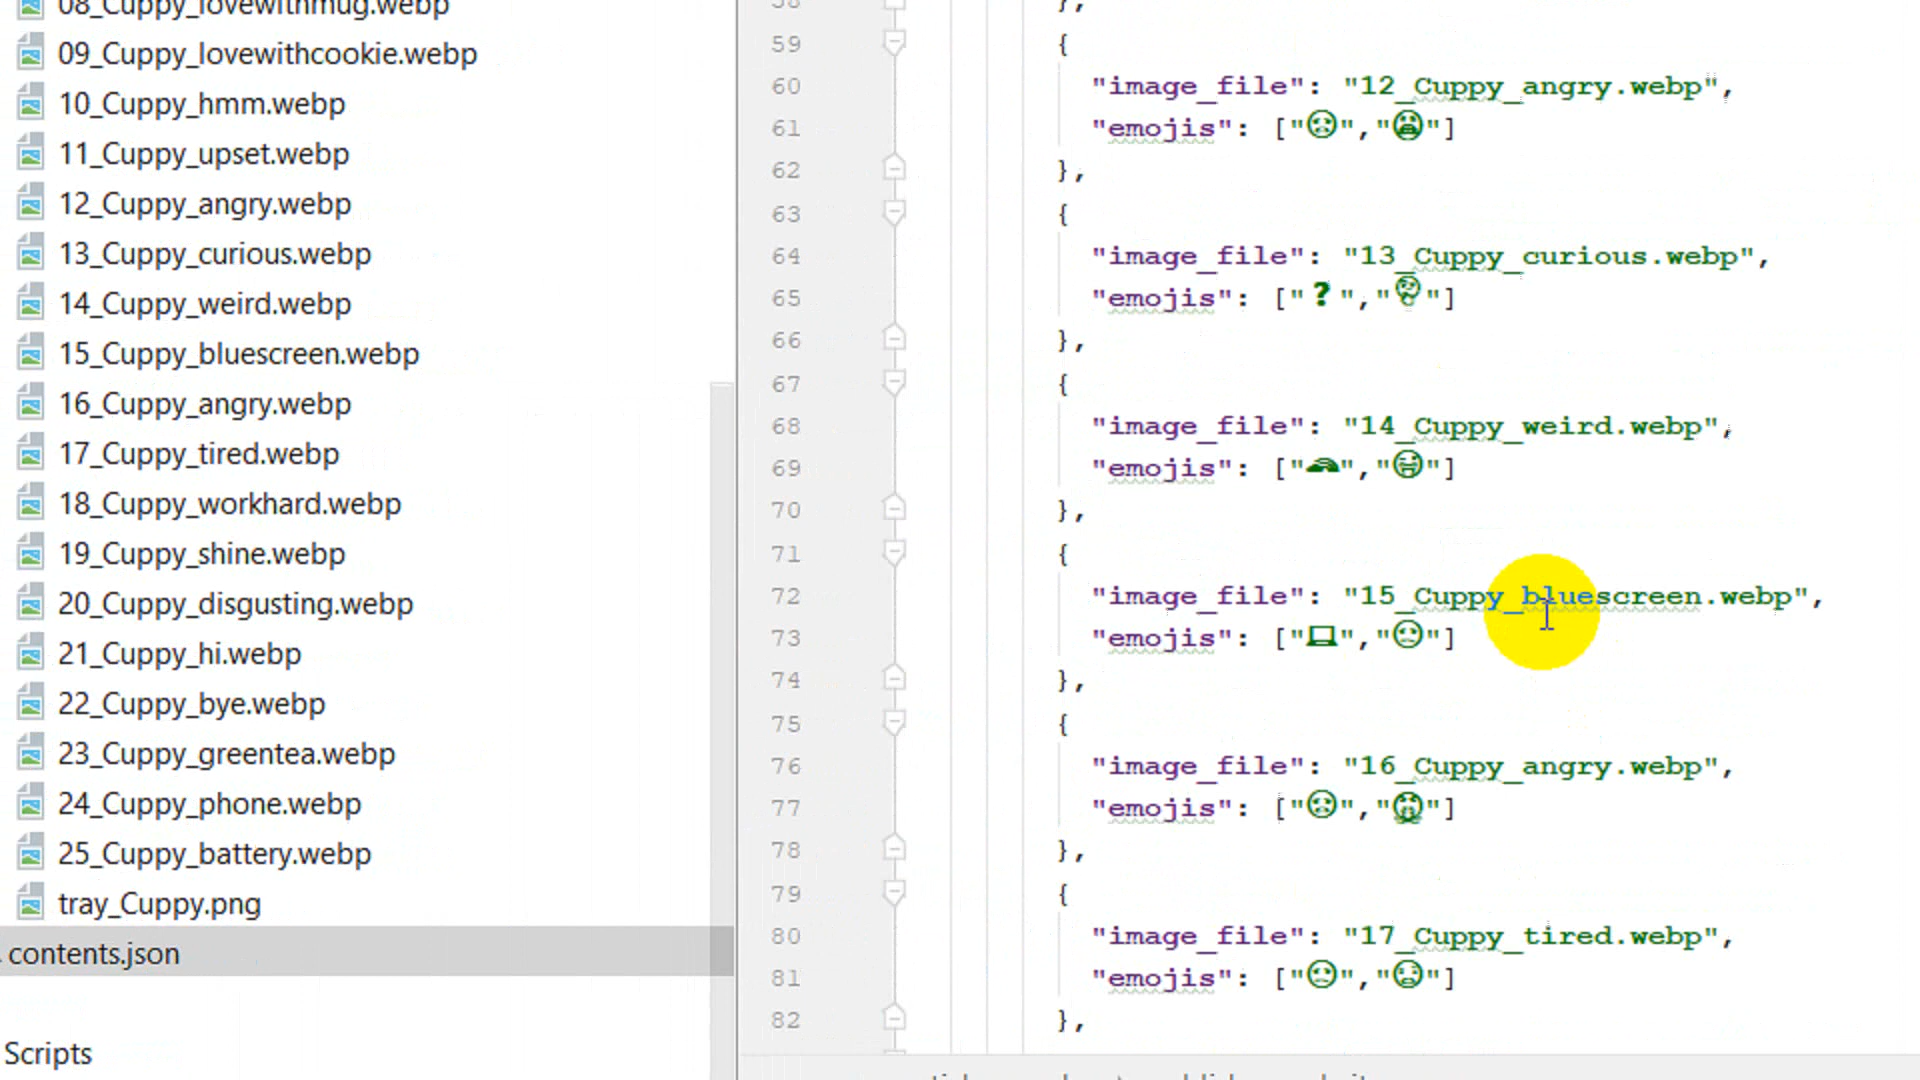 08_Cuppy_lovewithmug.webp
09_Cuppy_lovewithcookie.webp
10_Cuppy_hmm.webp
11_Cuppy_upset.webp
12_Cuppy_angry.webp
13_Cuppy_curious.webp
14_Cuppy_weird.webp
15_Cuppy_bluescreen.webp
16_Cuppy_angry.webp
17_Cuppy_tired.webp
18_Cuppy_workhard.webp
19_Cuppy_shine.webp
20_Cuppy_disgusting.webp
21_Cuppy_hi.webp
22_Cuppy_bye.webp
23_Cuppy_greentea.webp
24_Cuppy_phone.webp
25_Cuppy_battery.webp
tray_Cuppy.png
contents.json
Scripts
58 },
59 {
60 "image_file": "12_Cuppy_angry.webp",
61 "emojis": ["",""]
62 },
63 {
64 "image_file": "13_Cuppy_curious.webp",
65 "emojis": ["❓","🤔"]
66 },
67 {
68 "image_file": "14_Cuppy_weird.webp",
69 "emojis": ["",""]
70 },
71 {
72 "image_file": "15_Cuppy_bluescreen.webp",
73 "emojis": ["💻",""]
74 },
75 {
76 "image_file": "16_Cuppy_angry.webp",
77 "emojis": ["",""]
78 },
79 {
80 "image_file": "17_Cuppy_tired.webp",
81 "emojis": ["",""]
82 },